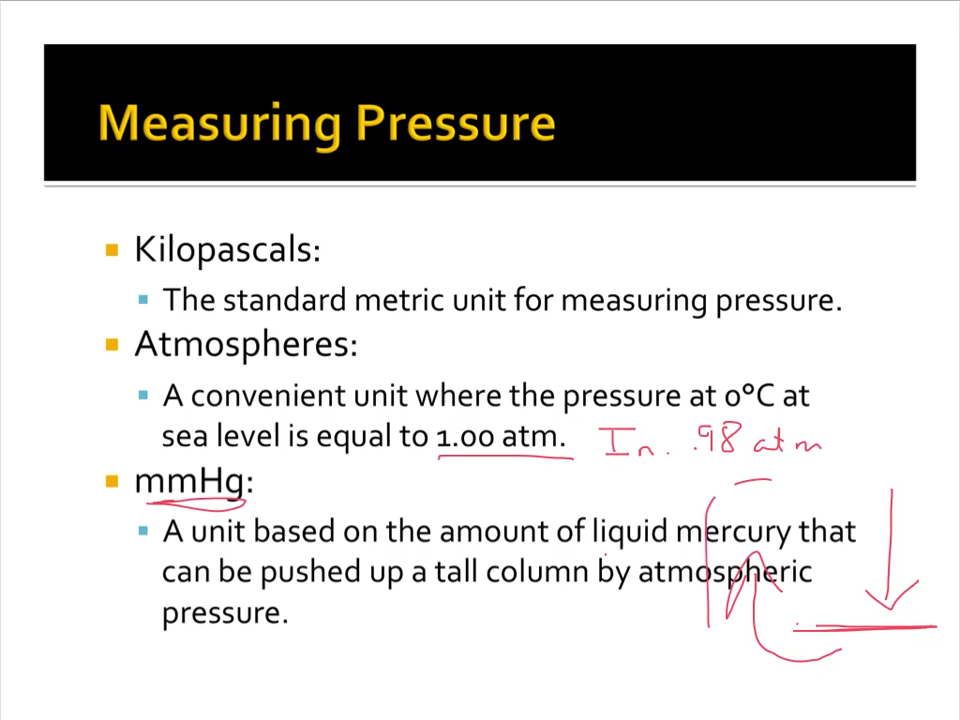 Measuring Pressure
Kilopascals:
The standard metric unit for measuring pressure.
Atmospheres:
A convenient unit where the pressure at 0°C at
sea level is equal to 1.00 atm. In. .98 atm
mmHg:
A unit based on the amount of liquid mercury that
can be pushed up a tall column by atmospheric
pressure.